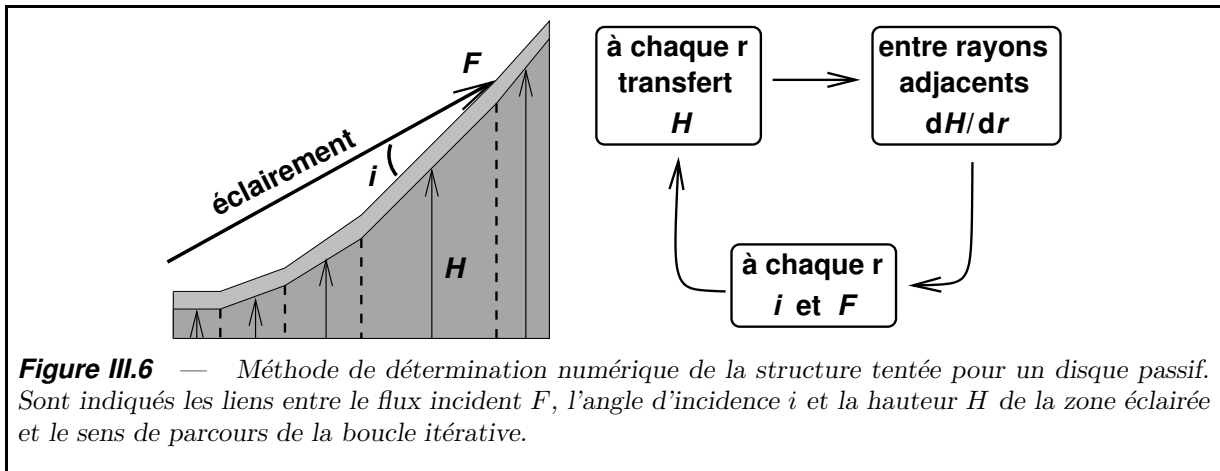 F
éclairement
i
H
à chaque r
transfert
H
entre rayons
adjacents
dH/dr
à chaque r
i et F
Figure III.6 — Méthode de détermination numérique de la structure tentée pour un disque passif.
Sont indiqués les liens entre le flux incident F, l'angle d'incidence i et la hauteur H de la zone éclairée
et le sens de parcours de la boucle itérative.